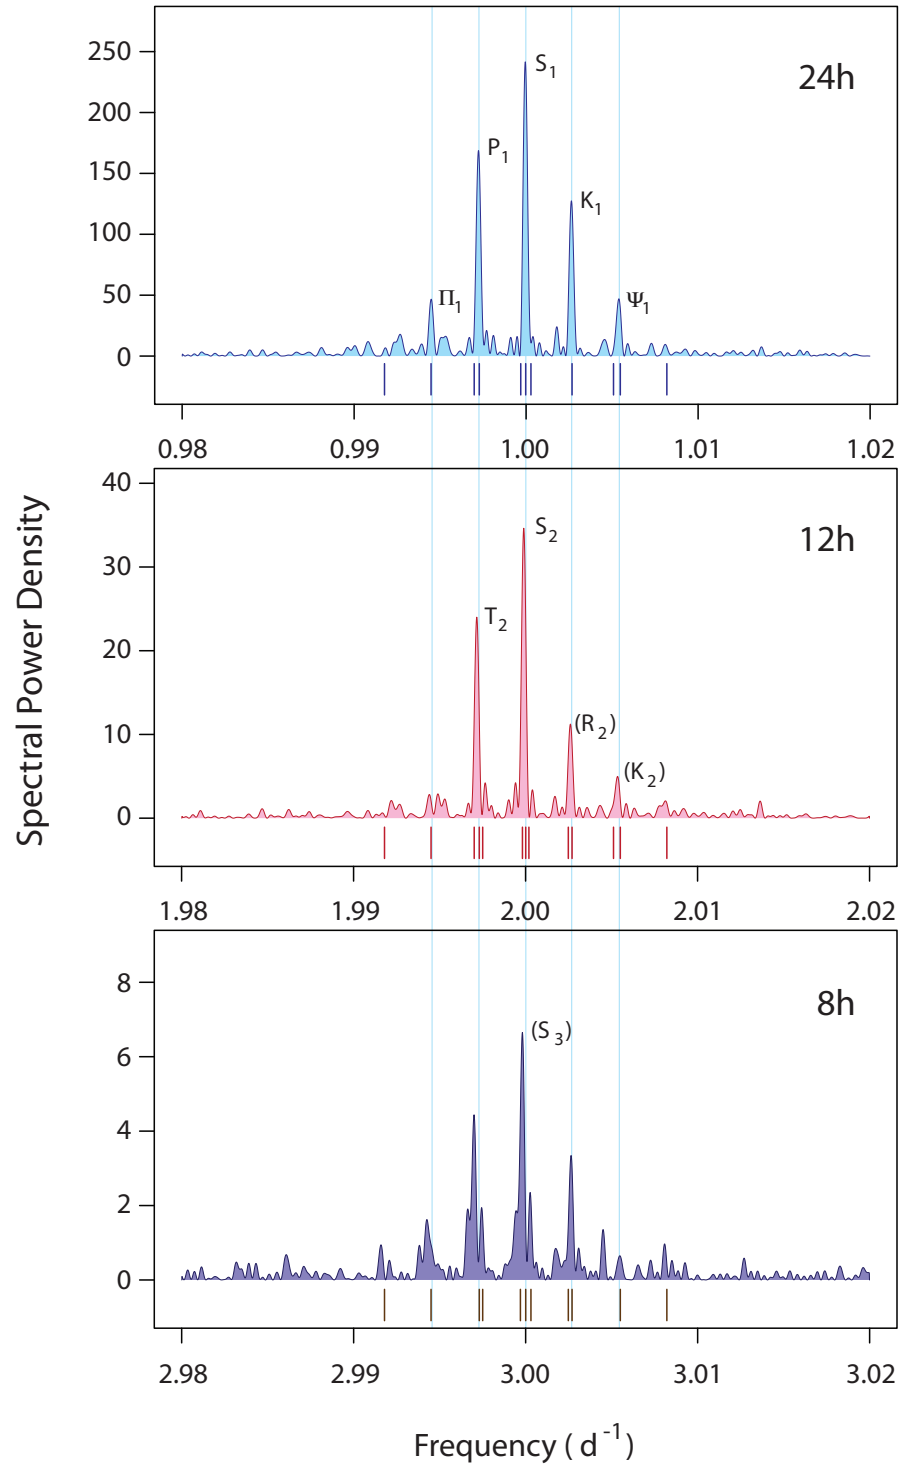 24h
250
200
150
100
50
0
S₁
P₁
K₁
Π₁
Ψ₁
0.98 0.99 1.00 1.01 1.02
12h
40
30
20
10
0
S₂
T₂
(R₂)
(K₂)
1.98 1.99 2.00 2.01 2.02
8h
8
6
4
2
0
(S₃)
2.98 2.99 3.00 3.01 3.02
Spectral Power Density
Frequency ( d⁻¹)